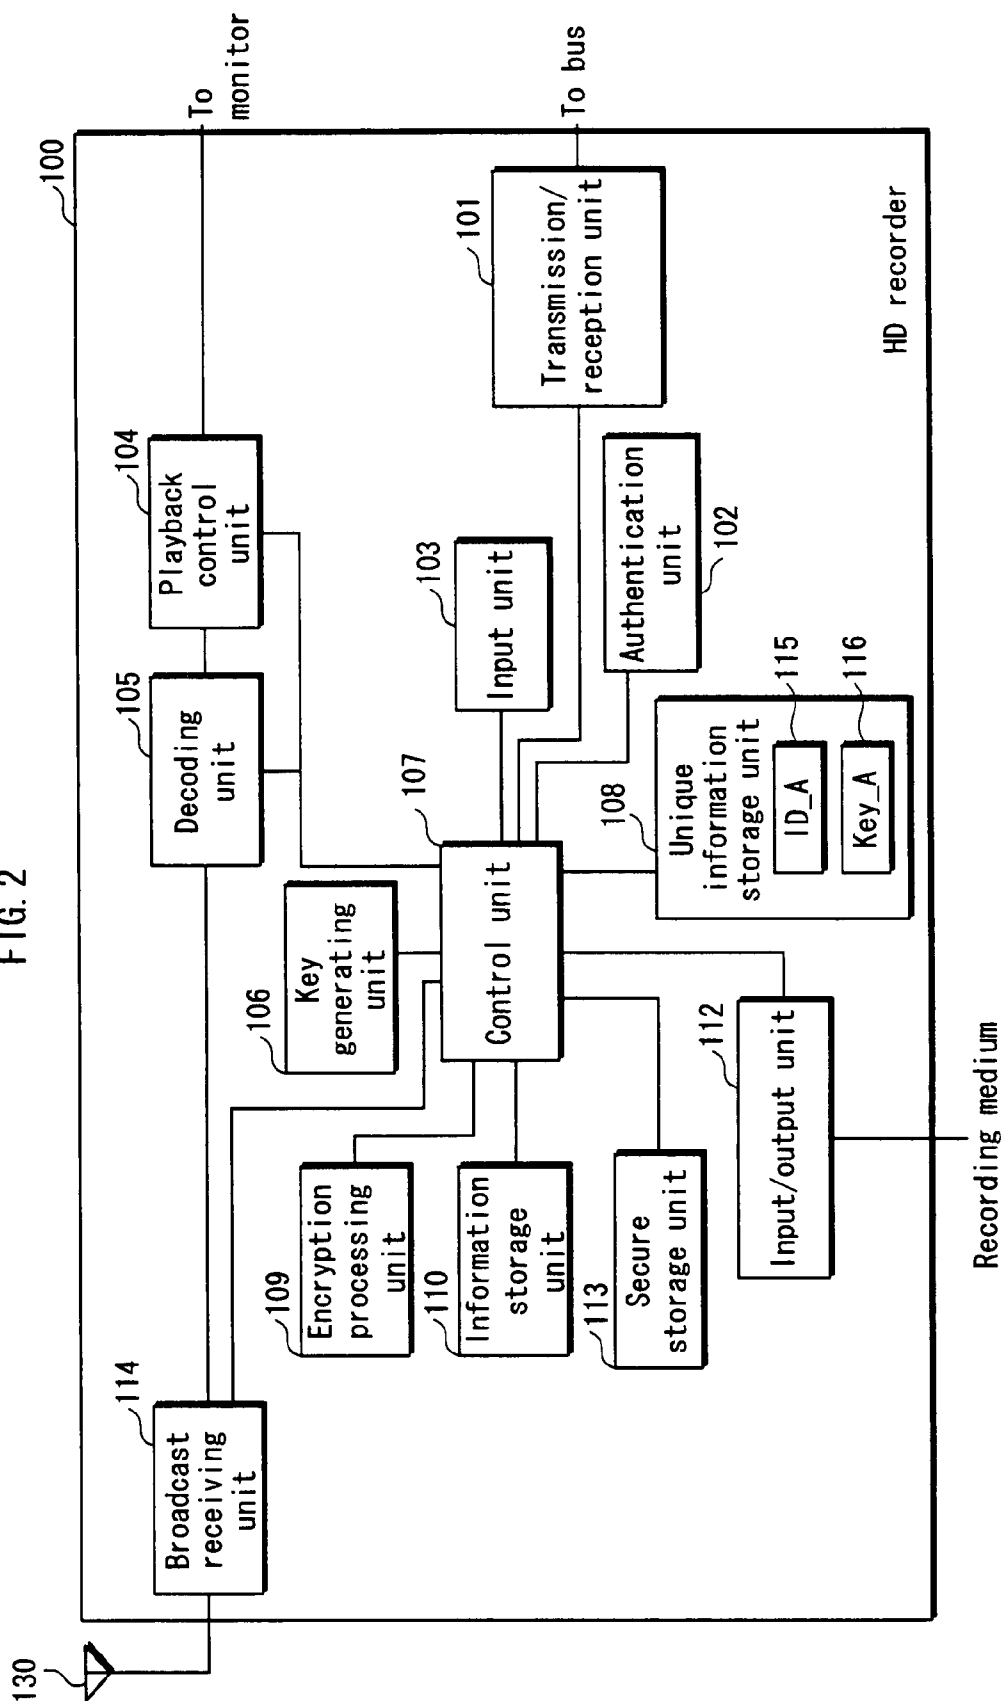 FIG. 2
100
130
114
Broadcast
receiving
unit
105
Decoding
unit
104
Playback
control
unit
To
monitor
106
Key
generating
unit
109
Encryption
processing
unit
110
Information
storage
unit
107
Control unit
103
Input unit
101
Transmission/
reception unit
To bus
113
Secure
storage unit
102
Authentication
unit
108
Unique
information
storage unit
115
ID_A
116
Key_A
112
Input/output unit
HD recorder
Recording medium